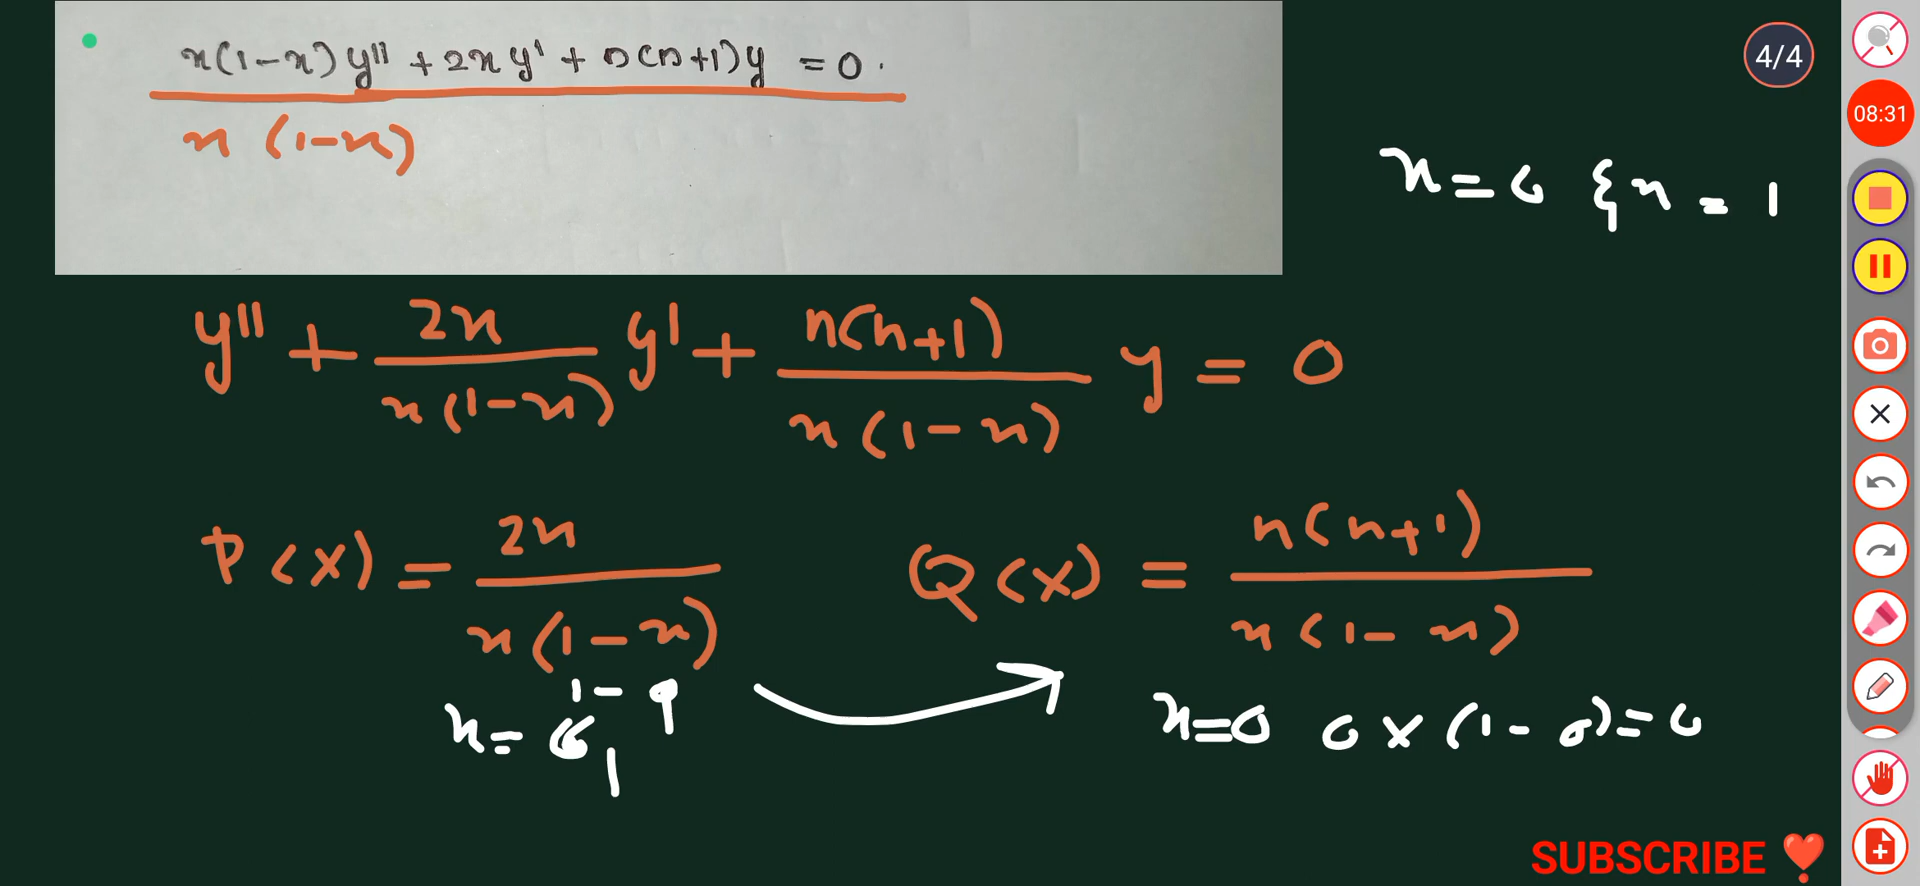 x(1-x)y'' + 2xy' + n(n+1)y = 0.
x(1-x)
4/4
08:31
x=0 { x = 1
y'' + 2x/x(1-x) y' + n(n+1)/x(1-x) y = 0
P(x) = 2x/x(1-x)
Q(x) = n(n+1)/x(1-x)
x=0 0×(1-0)=0
SUBSCRIBE